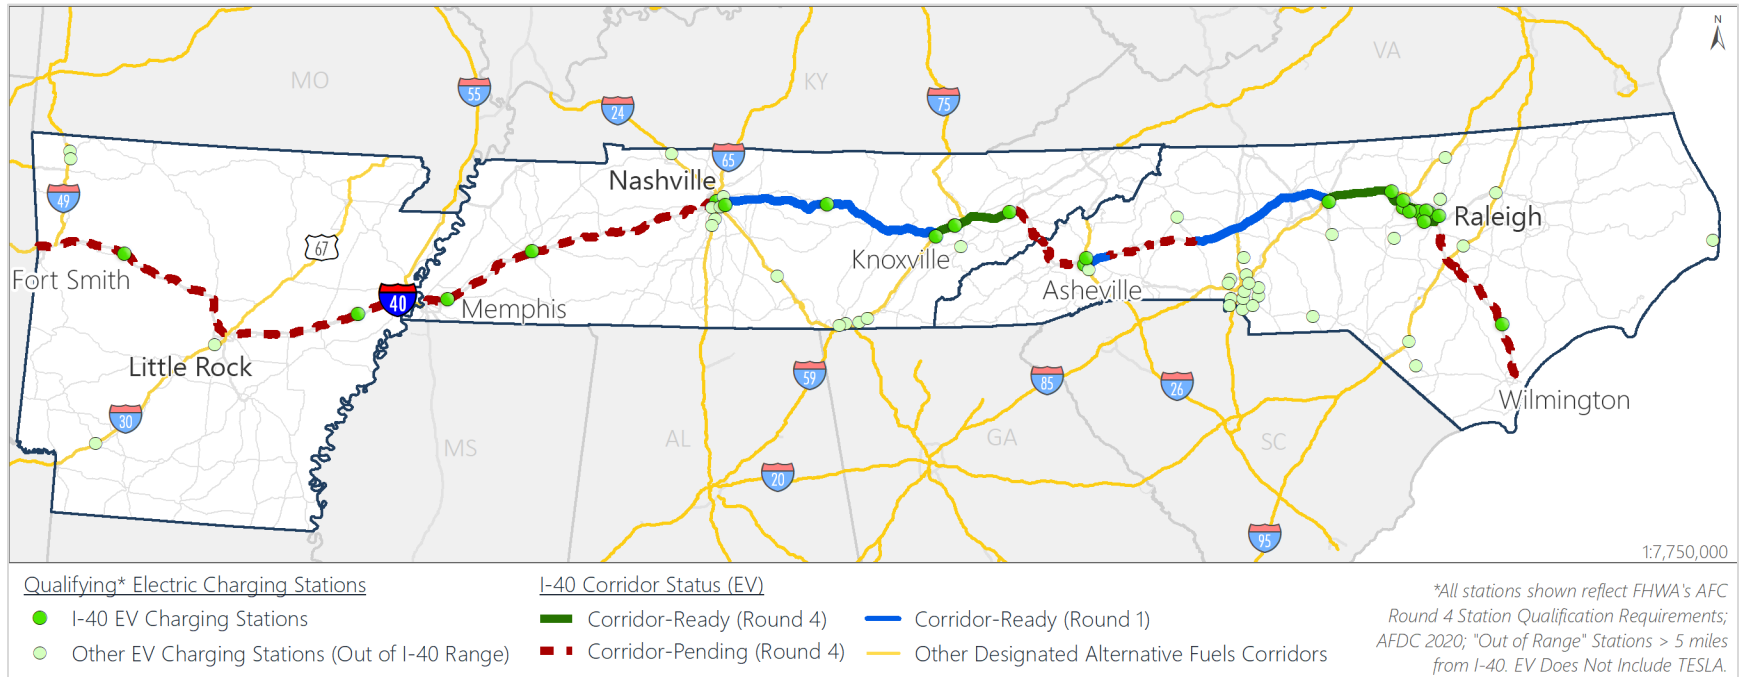 N
MO
KY
VA
55
24
75
65
49
67
Nashville
Raleigh
Knoxville
Fort Smith
40
Memphis
Asheville
Little Rock
59
85
26
30
Wilmington
MS
AL
GA
SC
20
95
1:7,750,000
Qualifying* Electric Charging Stations
I-40 EV Charging Stations
Other EV Charging Stations (Out of I-40 Range)
I-40 Corridor Status (EV)
Corridor-Ready (Round 4)
Corridor-Ready (Round 1)
Corridor-Pending (Round 4)
Other Designated Alternative Fuels Corridors
*All stations shown reflect FHWA's AFC
Round 4 Station Qualification Requirements;
AFDC 2020; "Out of Range" Stations > 5 miles
from I-40. EV Does Not Include TESLA.